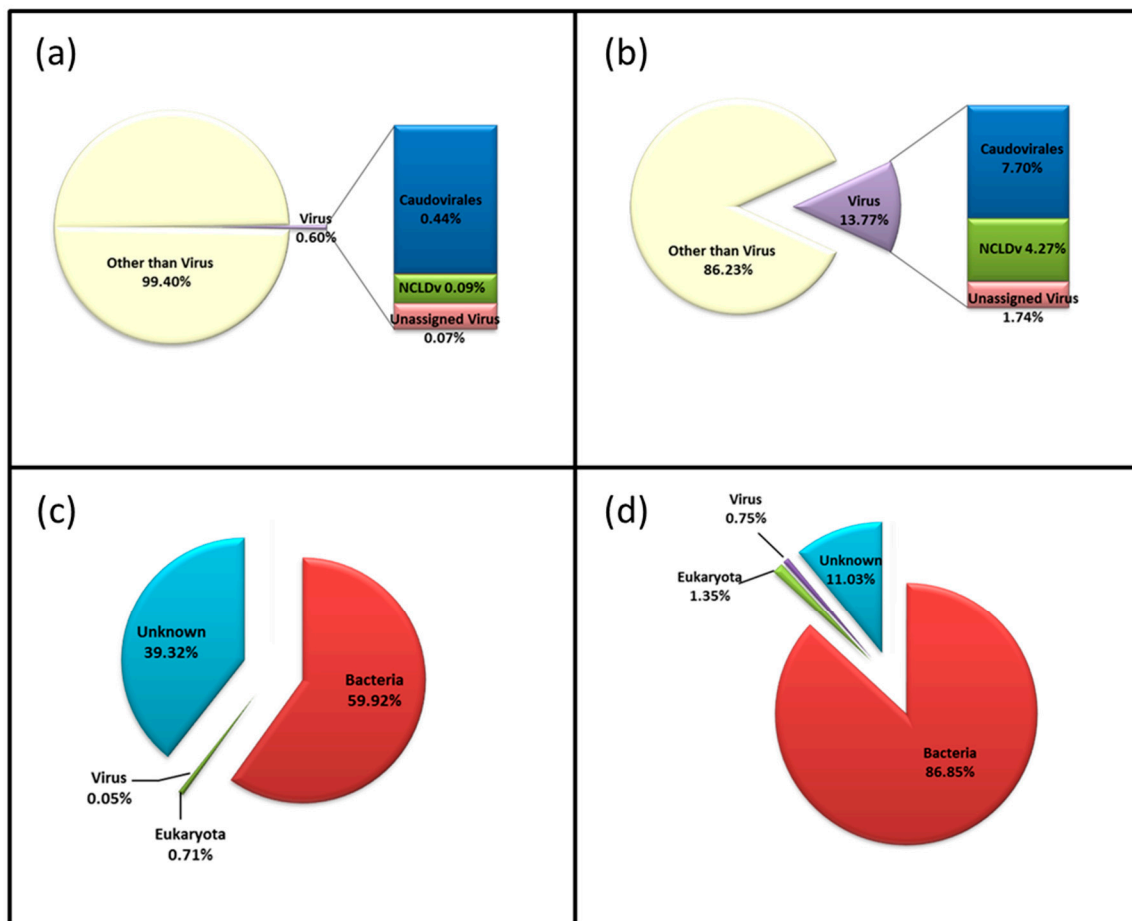 (a)
Other than Virus
99.40%
Virus
0.60%
Caudovirales
0.44%
NCLDv 0.09%
Unassigned Virus
0.07%
(b)
Other than Virus
86.23%
Virus
13.77%
Caudovirales
7.70%
NCLDv 4.27%
Unassigned Virus
1.74%
(c)
Unknown
39.32%
Bacteria
59.92%
Virus
0.05%
Eukaryota
0.71%
(d)
Virus
0.75%
Unknown
11.03%
Eukaryota
1.35%
Bacteria
86.85%